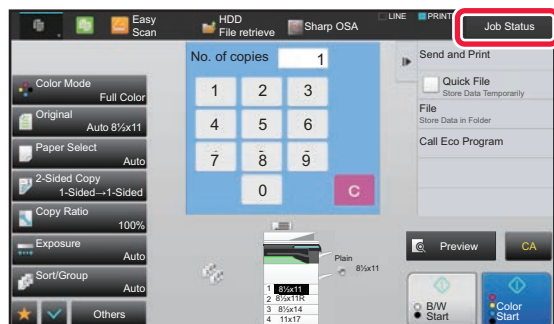 Easy
Scan
HDD
File retrieve
Sharp OSA
LINE
PRINT
Job Status
No. of copies
1
Color Mode
Full Color
Original
Auto 8½x11
Paper Select
Auto
2-Sided Copy
1-Sided→1-Sided
Copy Ratio
100%
Exposure
Auto
Sort/Group
Auto
Others
1 2 3
4 5 6
7 8 9
0 C
Plain
8½x11
1 8½x11
2 8½x11R
3 8½x14
4 11x17
Send and Print
Quick File
Store Data Temporarily
File
Store Data in Folder
Call Eco Program
Preview
CA
B/W
Start
Color
Start